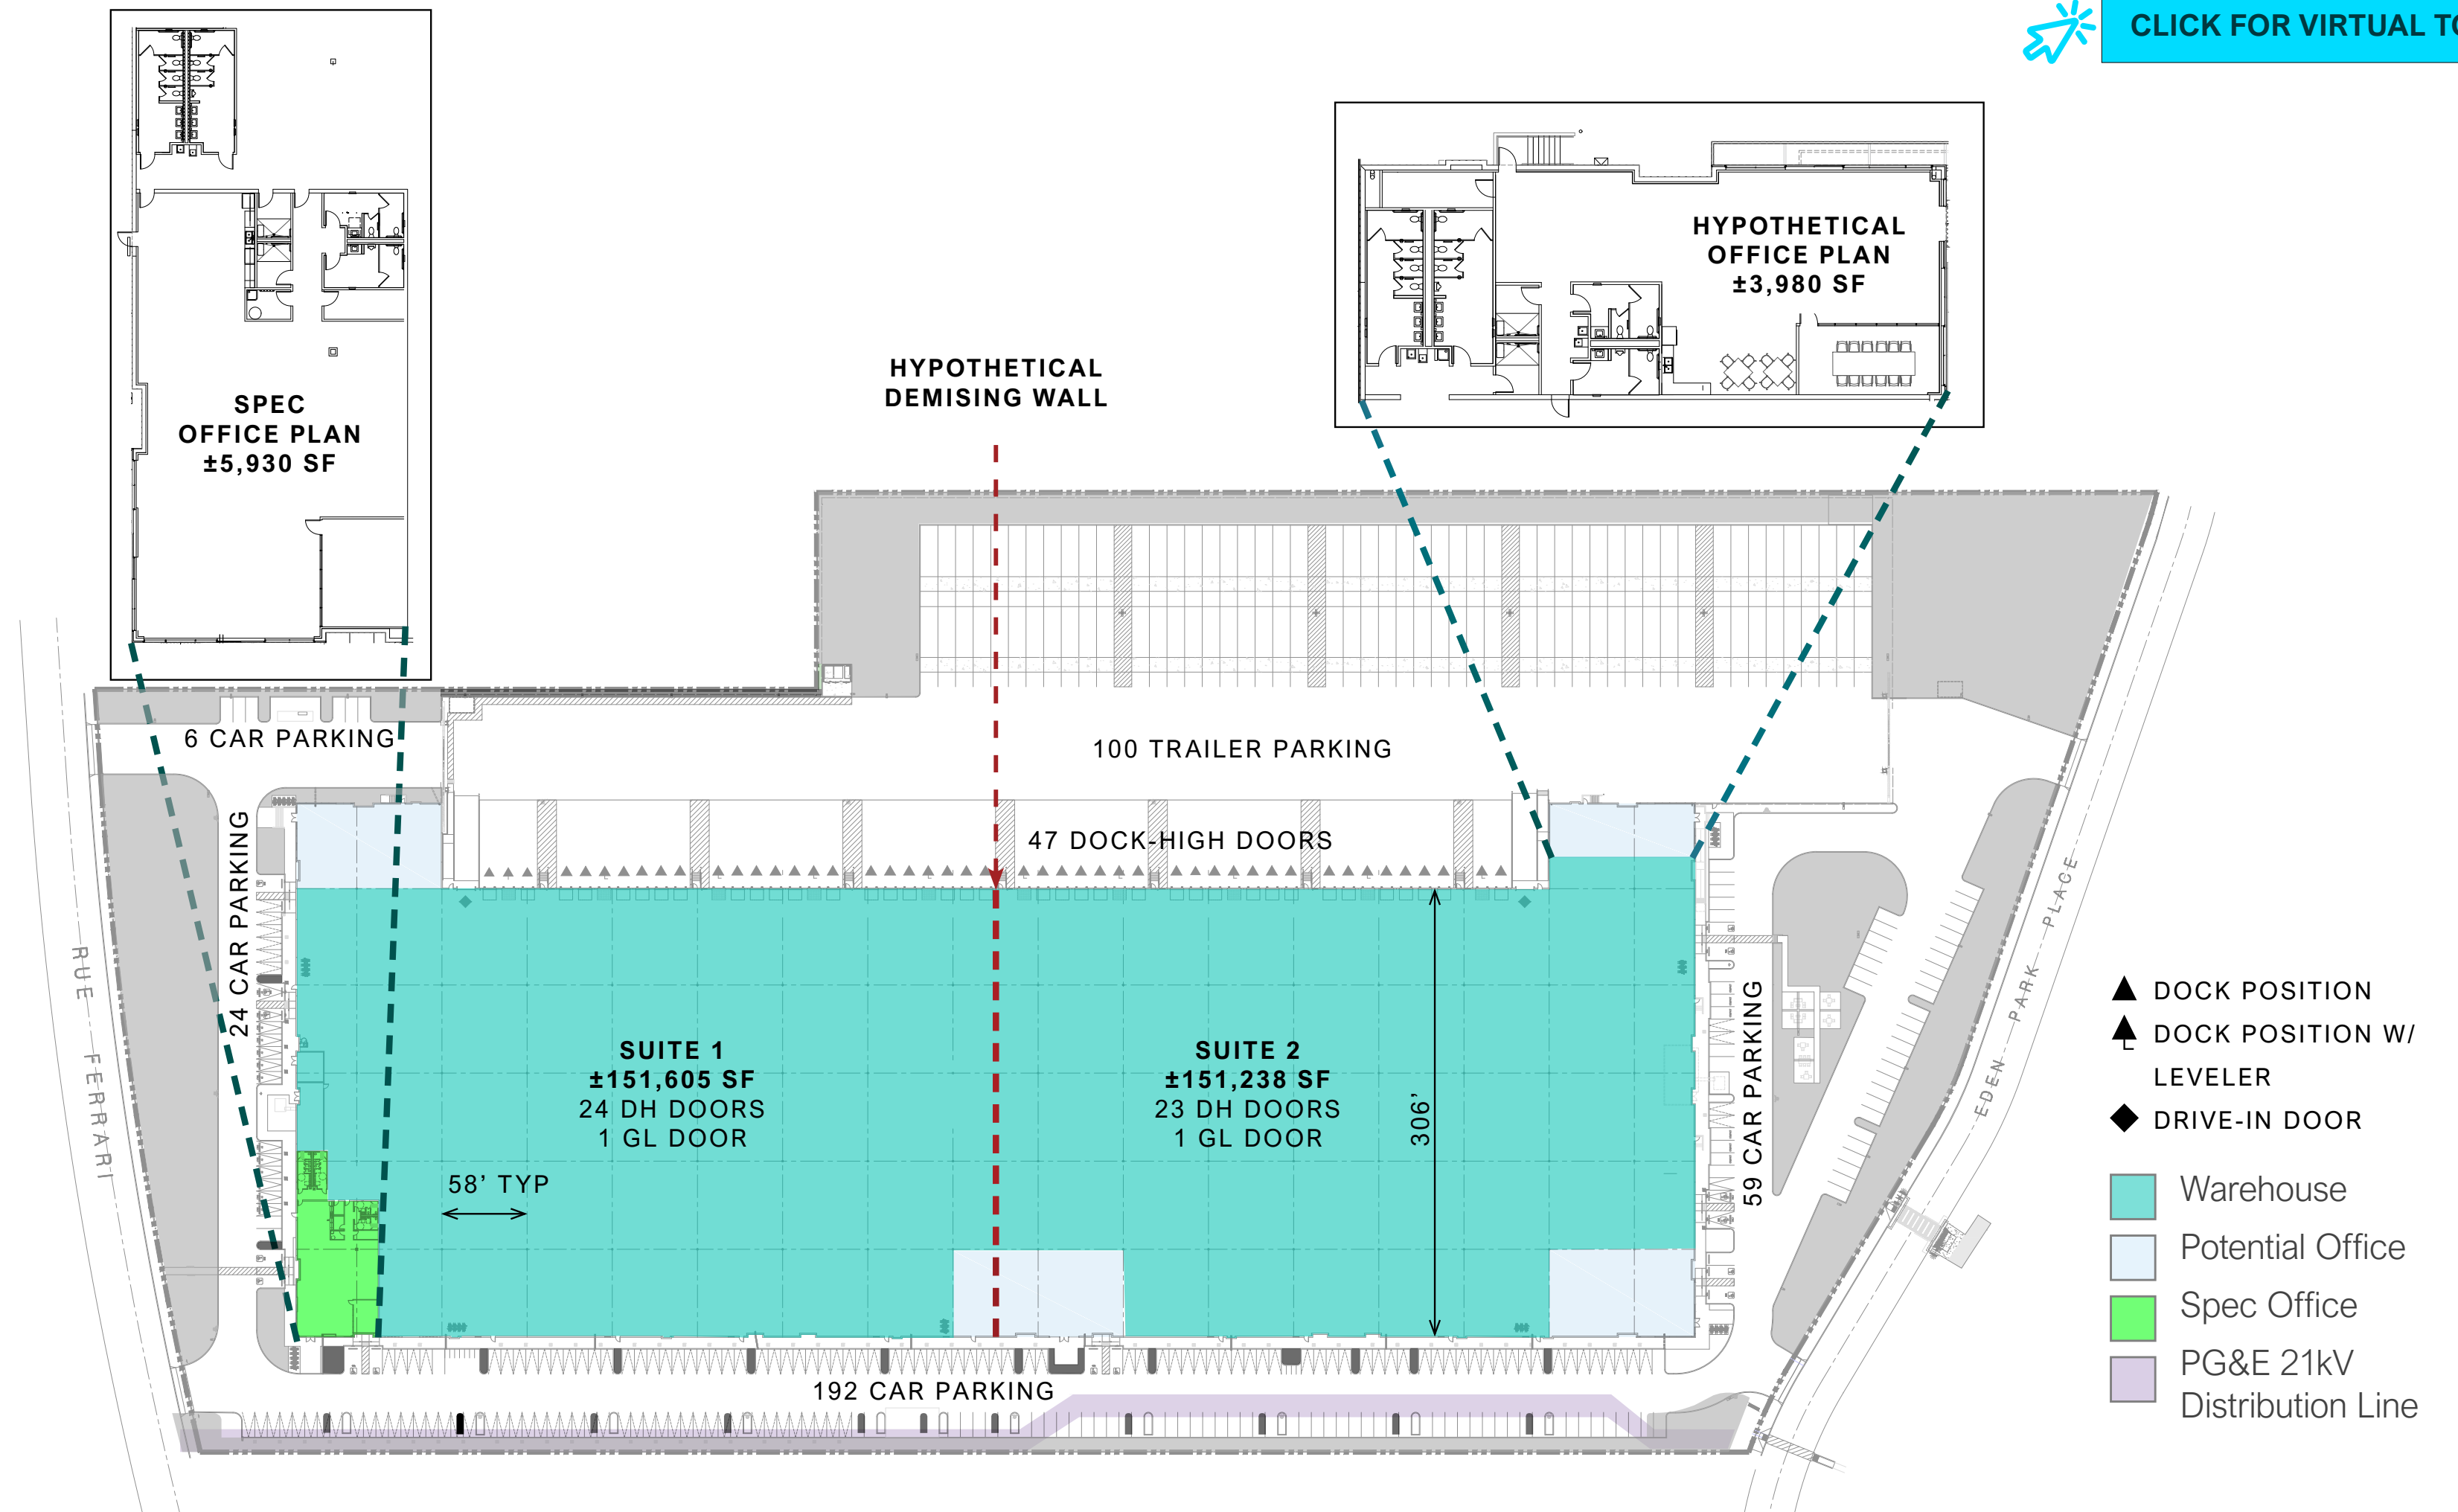 CLICK FOR VIRTUAL TO
HYPOTHETICAL
OFFICE PLAN
±3,980 SF
HYPOTHETICAL
DEMISING WALL
SPEC
OFFICE PLAN
±5,930 SF
6 CAR PARKING
100 TRAILER PARKING
47 DOCK-HIGH DOORS
24 CAR PARKING
RUE FERRARI
SUITE 1
±151,605 SF
24 DH DOORS
1 GL DOOR
58’ TYP
SUITE 2
±151,238 SF
23 DH DOORS
1 GL DOOR
306’
59 CAR PARKING
EDEN PARK PLACE
192 CAR PARKING
DOCK POSITION
L
DOCK POSITION W/
LEVELER
DRIVE-IN DOOR
Warehouse
Potential Office
Spec Office
PG&E 21kV
Distribution Line